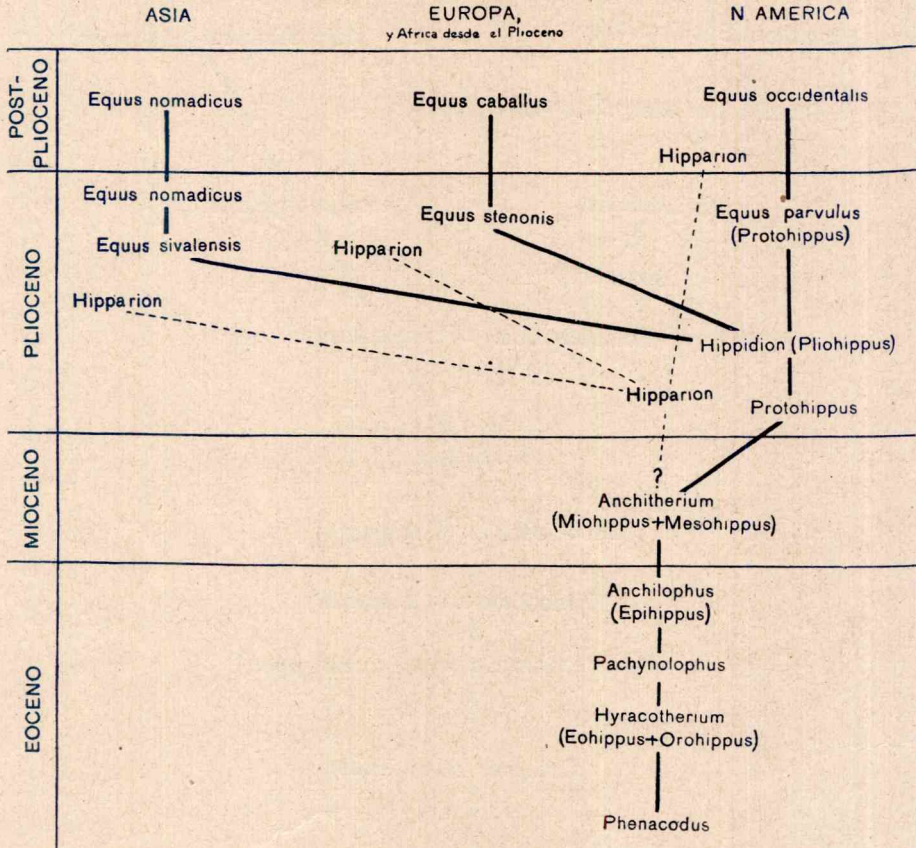 ASIA
EUROPA,
y Africa desde el Plioceno
N AMERICA
POST-
PLIOCENO
Equus nomadicus
Equus caballus
Equus occidentalis
Hipparion
PLIOCENO
Equus nomadicus
Equus stenonis
Equus parvulus
(Protohippus)
Equus sivalensis
Hipparion
Hipparion
Hippidion (Pliohippus)
Hipparion
Protohippus
MIOCENO
?
Anchitherium
(Miohippus+Mesohippus)
EOCENO
Anchilophus
(Epihippus)
Pachynolophus
Hyracotherium
(Eohippus+Orohippus)
Phenacodus